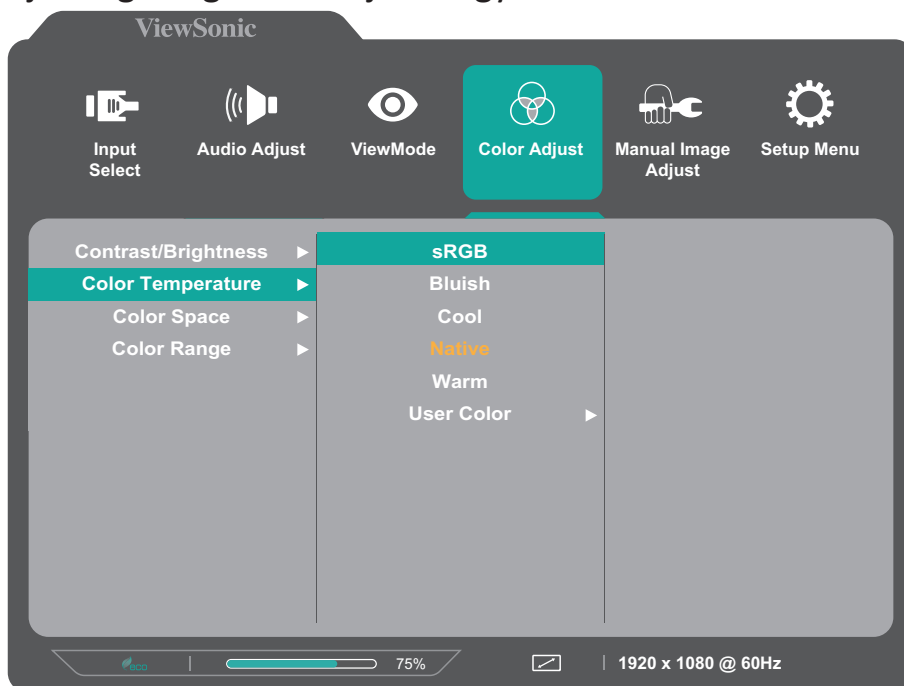 ViewSonic
Input
Select
Audio Adjust
ViewMode
Color Adjust
Manual Image
Adjust
Setup Menu
Contrast/Brightness
Color Temperature
Color Space
Color Range
sRGB
Bluish
Cool
Native
Warm
User Color
eco
75%
1920 x 1080 @ 60Hz